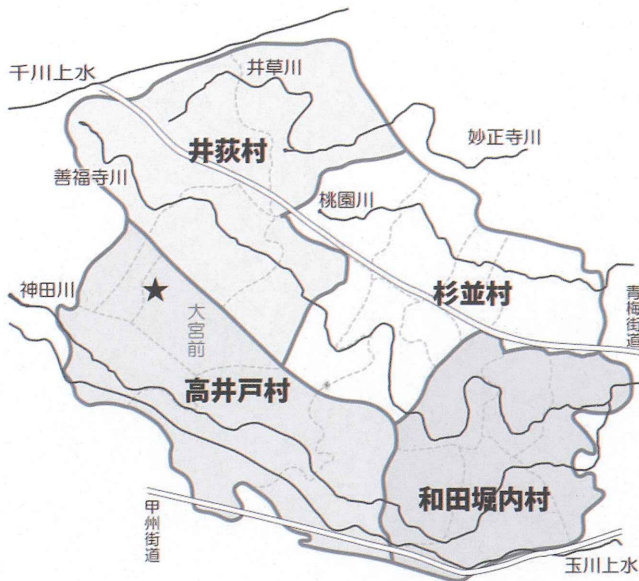 千川上水
井草川
妙正寺川
井荻村
善福寺川
桃園川
神田川
★
杉並村
青梅街道
大宮前
高井戸村
和田堀内村
甲州街道
玉川上水